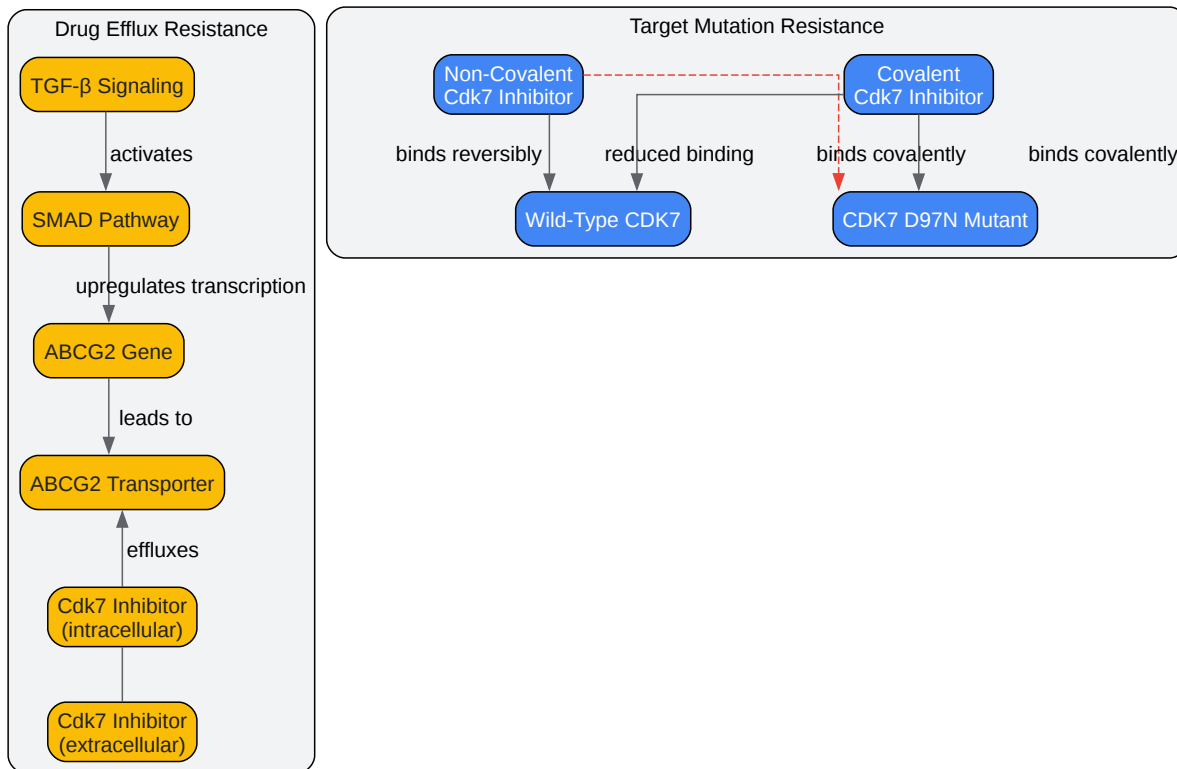 Drug Efflux Resistance
TGF-β Signaling
activates
SMAD Pathway
upregulates transcription
ABCG2 Gene
leads to
ABCG2 Transporter
effluxes
Cdk7 Inhibitor
(intracellular)
Cdk7 Inhibitor
(extracellular)
Target Mutation Resistance
Non-Covalent
Cdk7 Inhibitor
Covalent
Cdk7 Inhibitor
binds reversibly
reduced binding
binds covalently
binds covalently
Wild-Type CDK7
CDK7 D97N Mutant